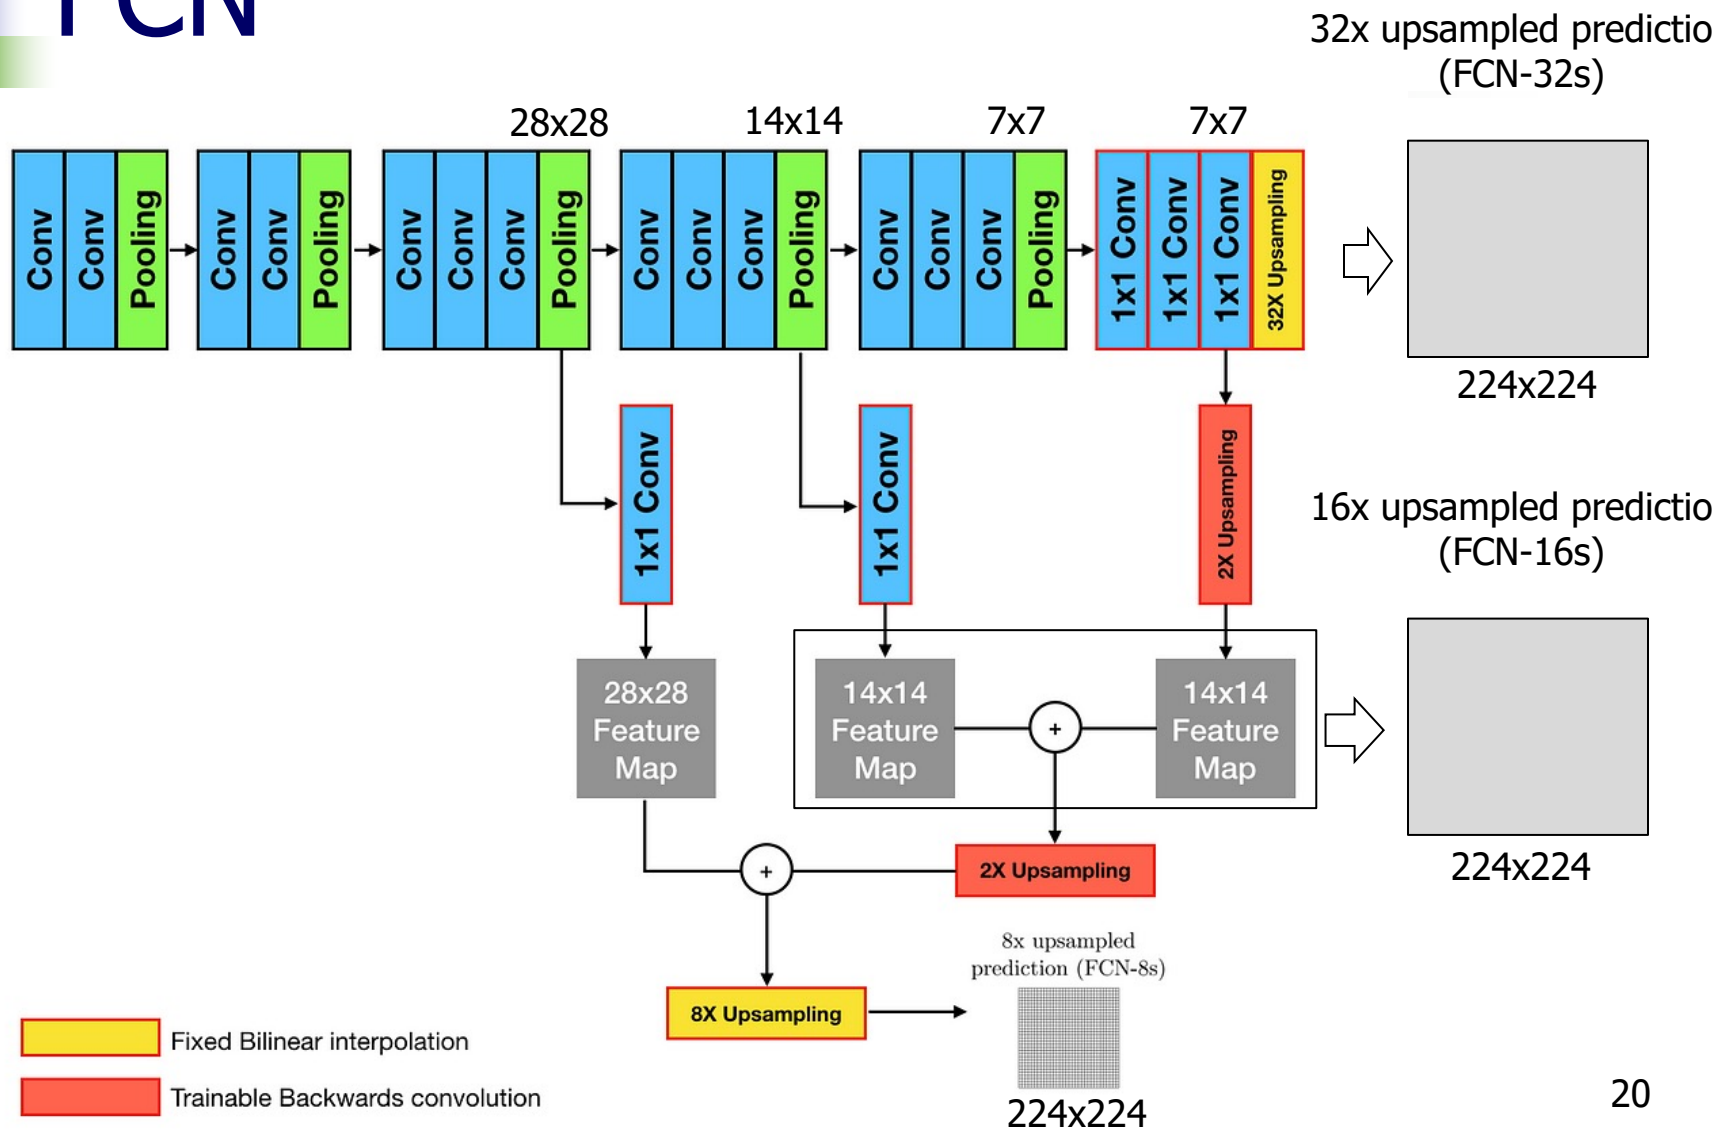 FCN
32x upsampled predictio
(FCN-32s)
28x28
14x14
7x7
7x7
Conv
Conv
Pooling
Conv
Conv
Pooling
Conv
Conv
Conv
Pooling
Conv
Conv
Conv
Pooling
Conv
Conv
Conv
Pooling
1x1 Conv
1x1 Conv
1x1 Conv
32X Upsampling
224x224
1x1 Conv
1x1 Conv
2X Upsampling
16x upsampled predictio
(FCN-16s)
28x28
Feature
Map
14x14
Feature
Map
+
14x14
Feature
Map
224x224
+
2X Upsampling
8x upsampled
prediction (FCN-8s)
8X Upsampling
224x224
Fixed Bilinear interpolation
Trainable Backwards convolution
20